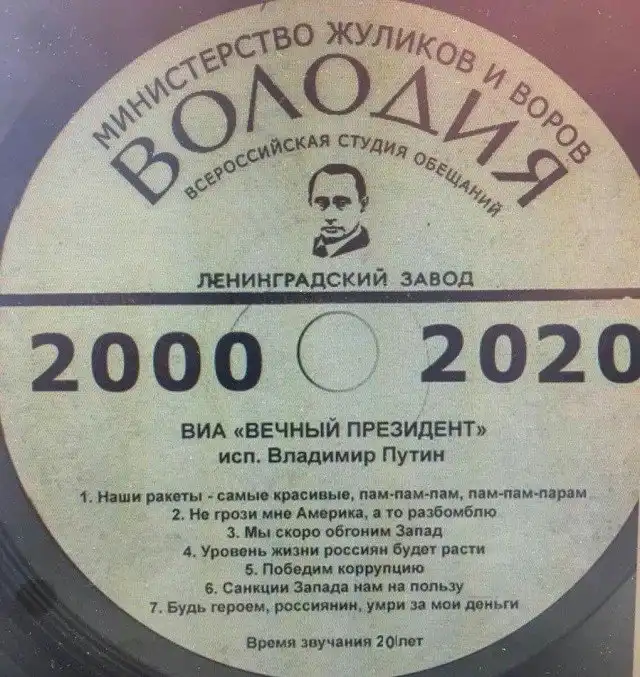 МИНИСТЕРСТВО ЖУЛИКОВ И ВОРОВ
ВОЛОДИЯ
ВСЕРОССИЙСКАЯ СТУДИЯ ОБЕЩАНИЙ
ЛЕНИНГРАДСКИЙ ЗАВОД
2000 2020
ВИА «ВЕЧНЫЙ ПРЕЗИДЕНТ»
исп. Владимир Путин
1. Наши ракеты - самые красивые, пам-пам-пам, пам-пам-парам
2. Не грози мне Америка, а то разбомблю
3. Мы скоро обгоним Запад
4. Уровень жизни россиян будет расти
5. Победим коррупцию
6. Санкции Запада нам на пользу
7. Будь героем, россиянин, умри за мои деньги
Время звучания 20 лет